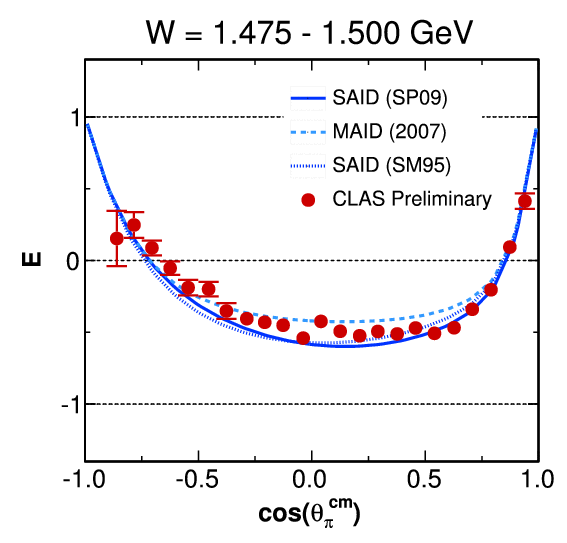 W = 1.475 - 1.500 GeV
SAID (SP09)
MAID (2007)
SAID (SM95)
CLAS Preliminary
E
1
0
-1
-1.0 -0.5 0.0 0.5 1.0
cos(θπcm)